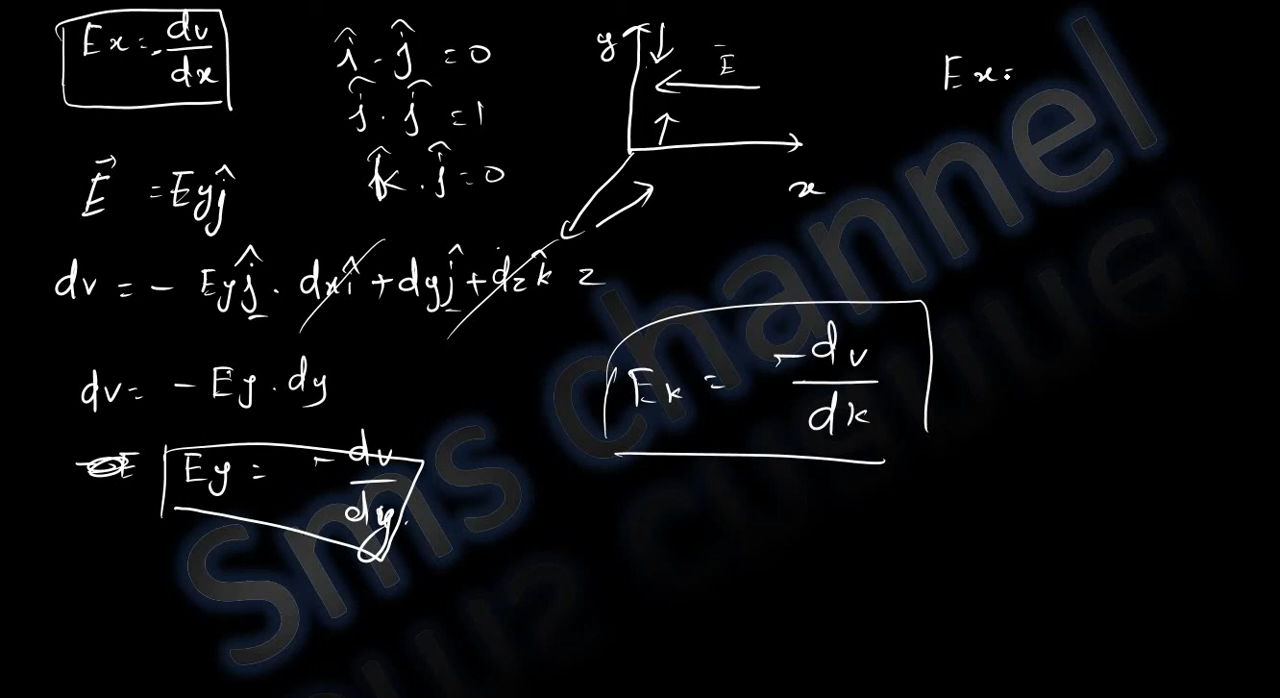 Ex = - dv/dx
î . ĵ = 0
ĵ . ĵ = 1
k̂ . ĵ = 0
y
E
x
z
Ex =
E⃗ = Ey ĵ
dv = - Ey ĵ . dx î + dy ĵ + dz k̂
dv = - Ey . dy
Ey = - dv/dy.
Ek = - dv/dk
Sms channel